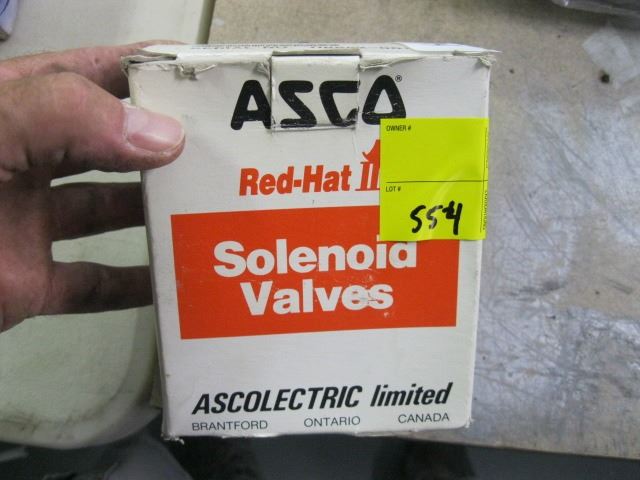 ASCO®
Red-Hat II
OWNER #
LOT #
554
Solenoid
Valves
ASCOLECTRIC limited
BRANTFORD ONTARIO CANADA